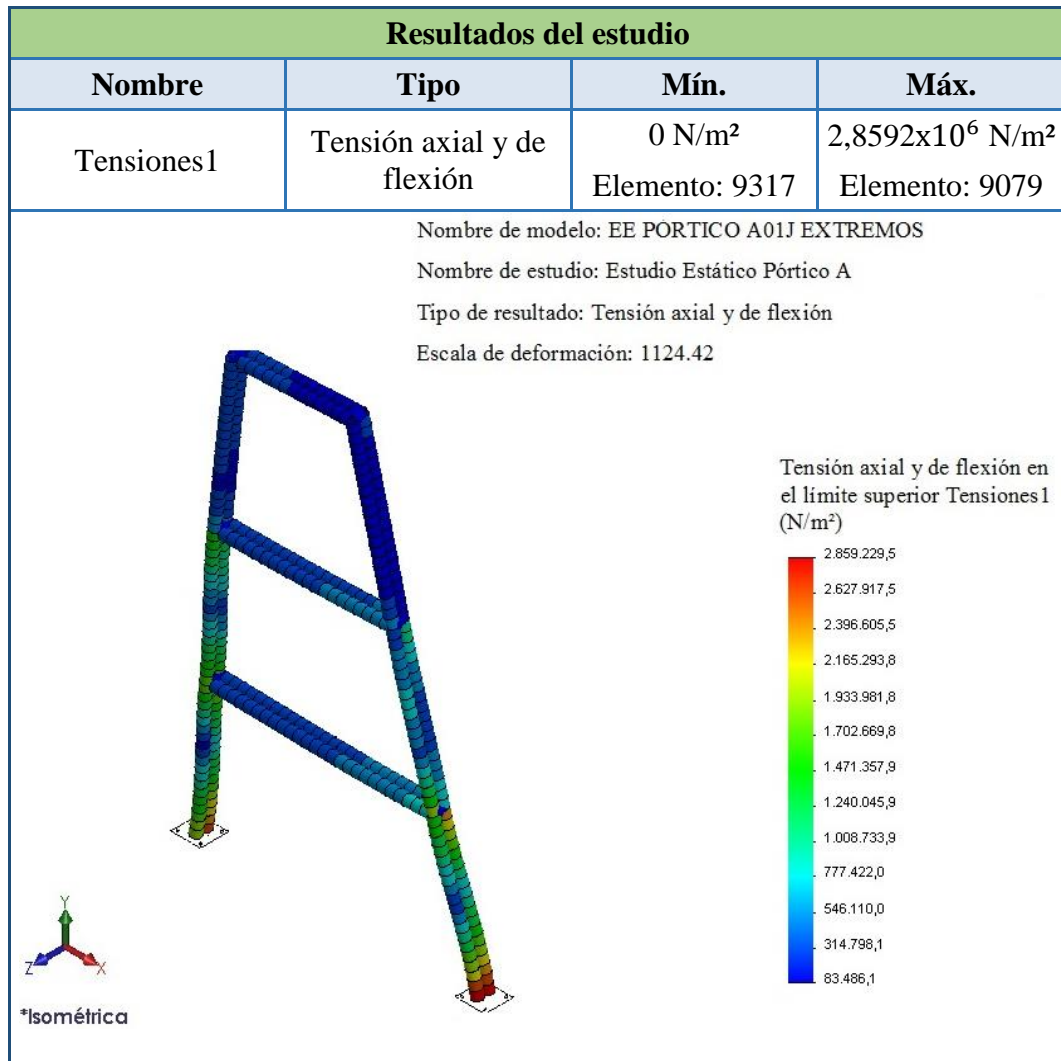 Resultados del estudio
Nombre Tipo Mín. Máx.
Tensiones1 Tensión axial y de flexión 0 N/m² Elemento: 9317 2,8592x10⁶ N/m² Elemento: 9079
Nombre de modelo: EE PÓRTICO A01J EXTREMOS
Nombre de estudio: Estudio Estático Pórtico A
Tipo de resultado: Tensión axial y de flexión
Escala de deformación: 1124.42
Tensión axial y de flexión en
el límite superior Tensiones1
(N/m²)
2.859.229,5
2.627.917,5
2.396.605,5
2.165.293,8
1.933.981,8
1.702.669,8
1.471.357,9
1.240.045,9
1.008.733,9
777.422,0
546.110,0
314.798,1
83.486,1
Y
Z X
*Isométrica